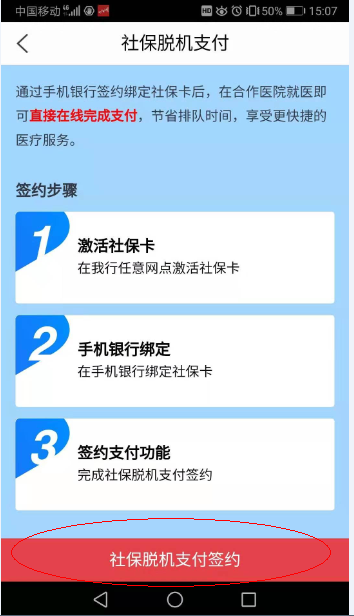 中国移动 4G HD 50% 15:07
社保脱机支付
通过手机银行签约绑定社保卡后，在合作医院就医即
可直接在线完成支付，节省排队时间，享受更快捷的
医疗服务。
签约步骤
1
激活社保卡
在我行任意网点激活社保卡
2
手机银行绑定
在手机银行绑定社保卡
3
签约支付功能
完成社保脱机支付签约
社保脱机支付签约